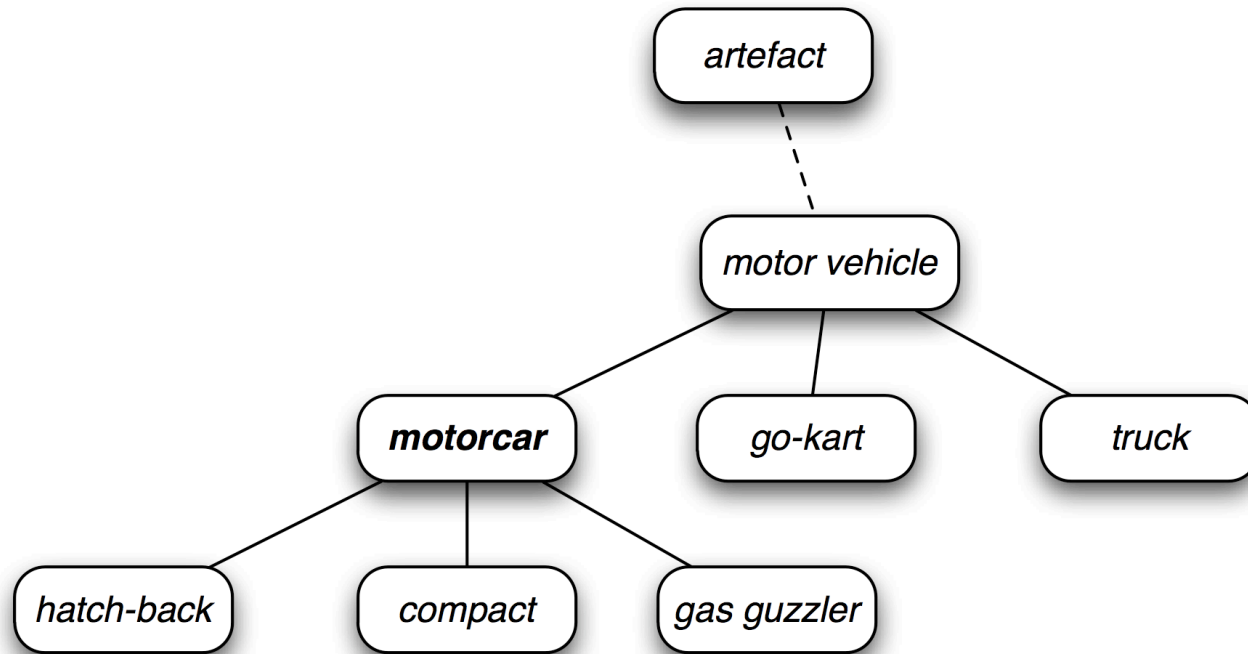 artefact
motor vehicle
motorcar
go-kart
truck
hatch-back
compact
gas guzzler